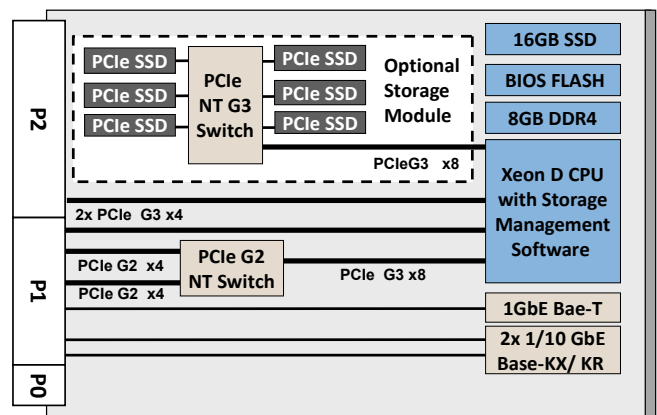 P2
P1
P0
PCIe SSD
PCIe SSD
PCIe SSD
PCIe
NT G3
Switch
PCIe SSD
PCIe SSD
PCIe SSD
Optional
Storage
Module
PCIeG3 x8
16GB SSD
BIOS FLASH
8GB DDR4
Xeon D CPU
with Storage
Management
Software
2x PCIe G3 x4
PCIe G2 x4
PCIe G2 x4
PCIe G2
NT Switch
PCIe G3 x8
1GbE Bae-T
2x 1/10 GbE
Base-KX/ KR